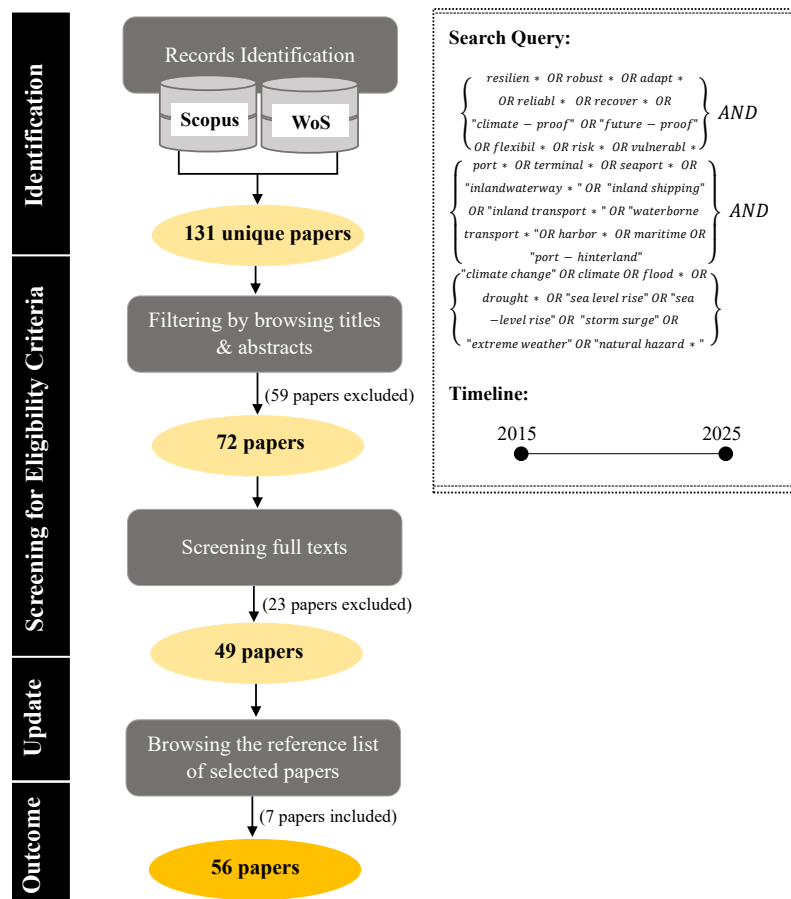 Identification
Records Identification
Scopus
WoS
131 unique papers
Screening for Eligibility Criteria
Filtering by browsing titles
& abstracts
(59 papers excluded)
72 papers
Screening full texts
(23 papers excluded)
49 papers
Update
Browsing the reference list
of selected papers
Outcome
(7 papers included)
56 papers
Search Query:
resilien * OR robust * OR adapt *
OR reliabl * OR recover * OR
"climate − proof" OR "future − proof"
OR flexibil * OR risk * OR vulnerabl *
AND
port * OR terminal * OR seaport * OR
"inlandwaterway * " OR "inland shipping"
OR "inland transport * " OR "waterborne
transport * "OR harbor * OR maritime OR
"port − hinterland"
AND
"climate change" OR climate OR flood * OR
drought * OR "sea level rise" OR "sea
−level rise" OR "storm surge" OR
"extreme weather" OR "natural hazard * "
Timeline:
2015
2025